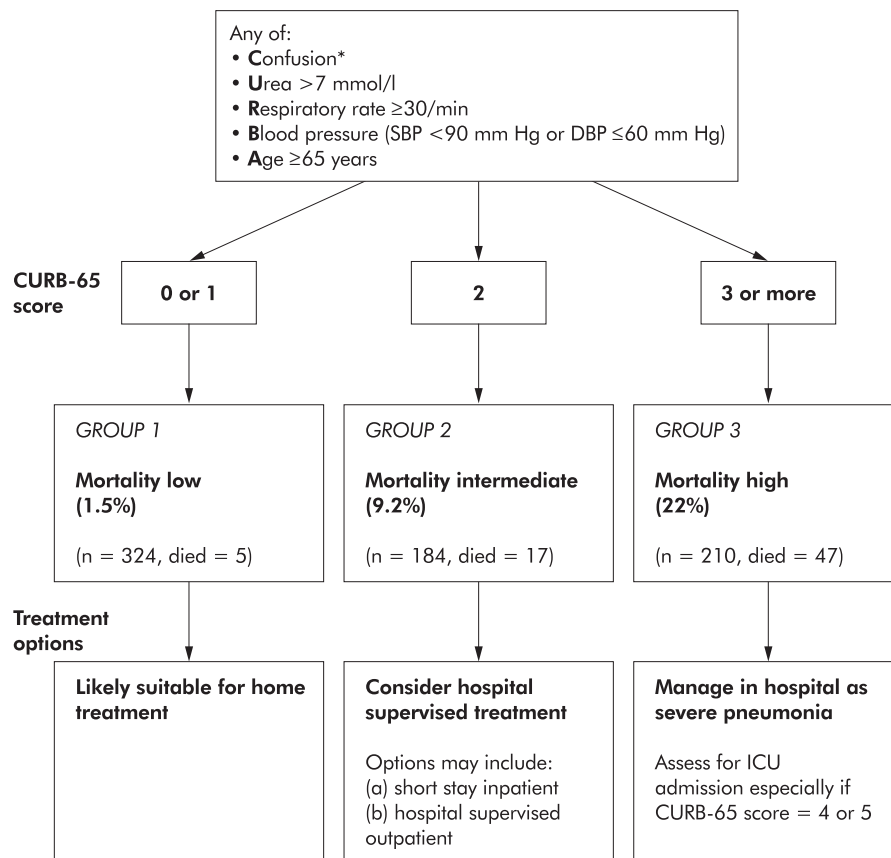 Any of:
• Confusion*
• Urea >7 mmol/l
• Respiratory rate ≥30/min
• Blood pressure (SBP <90 mm Hg or DBP ≤60 mm Hg)
• Age ≥65 years
CURB-65
score
0 or 1
2
3 or more
GROUP 1
Mortality low
(1.5%)
(n = 324, died = 5)
GROUP 2
Mortality intermediate
(9.2%)
(n = 184, died = 17)
GROUP 3
Mortality high
(22%)
(n = 210, died = 47)
Treatment
options
Likely suitable for home
treatment
Consider hospital
supervised treatment
Options may include:
(a) short stay inpatient
(b) hospital supervised
outpatient
Manage in hospital as
severe pneumonia
Assess for ICU
admission especially if
CURB-65 score = 4 or 5